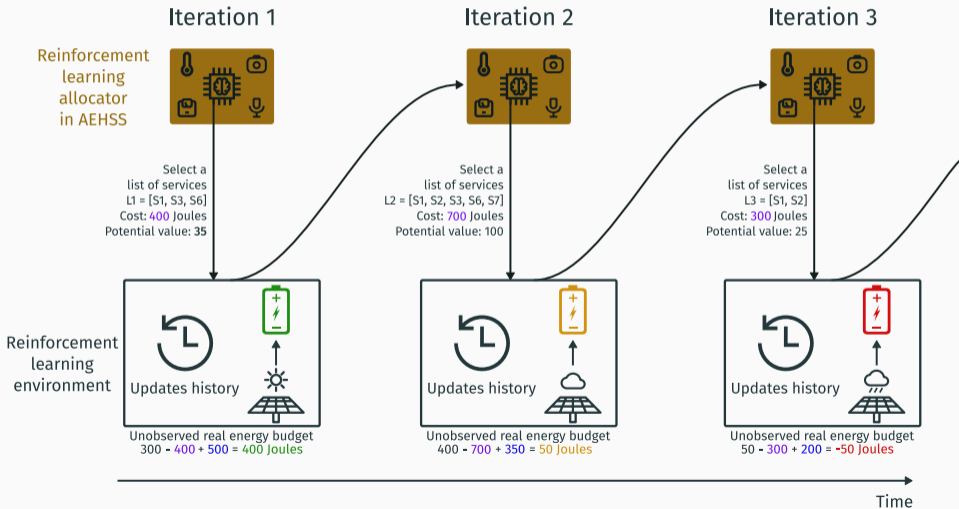 Iteration 1
Iteration 2
Iteration 3
Reinforcement
learning
allocator
in AEHSS
Select a
list of services
L1 = [S1, S3, S6]
Cost: 400 Joules
Potential value: 35
Select a
list of services
L2 = [S1, S2, S3, S6, S7]
Cost: 700 Joules
Potential value: 100
Select a
list of services
L3 = [S1, S2]
Cost: 300 Joules
Potential value: 25
Reinforcement
learning
environment
Updates history
Updates history
Updates history
Unobserved real energy budget
300 - 400 + 500 = 400 Joules
Unobserved real energy budget
400 - 700 + 350 = 50 Joules
Unobserved real energy budget
50 - 300 + 200 = -50 Joules
Time